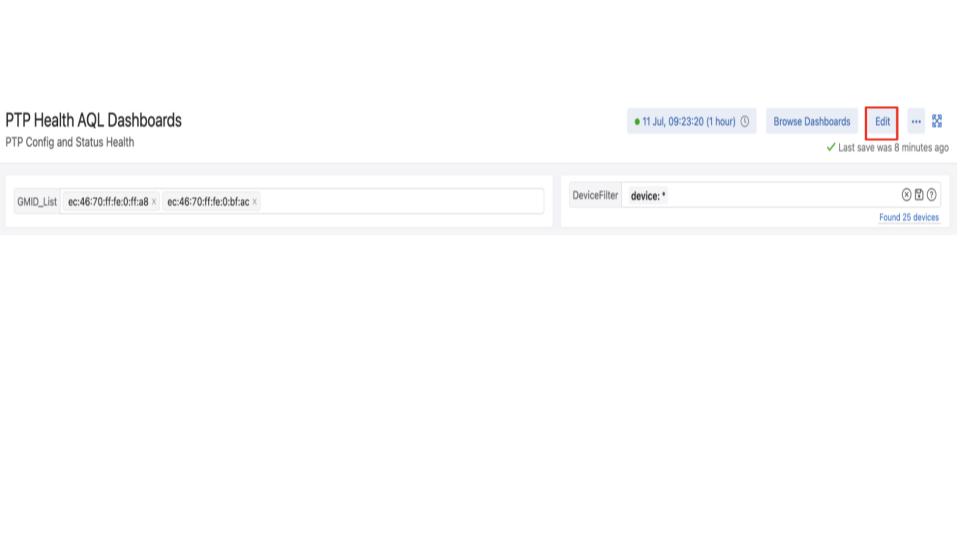 PTP Health AQL Dashboards
PTP Config and Status Health
11 Jul, 09:23:20 (1 hour)
Browse Dashboards
Edit
Last save was 8 minutes ago
GMID_List
ec:46:70:ff:fe:0:ff:a8 x
ec:46:70:ff:fe:0:bf:ac x
DeviceFilter
device: *
Found 25 devices